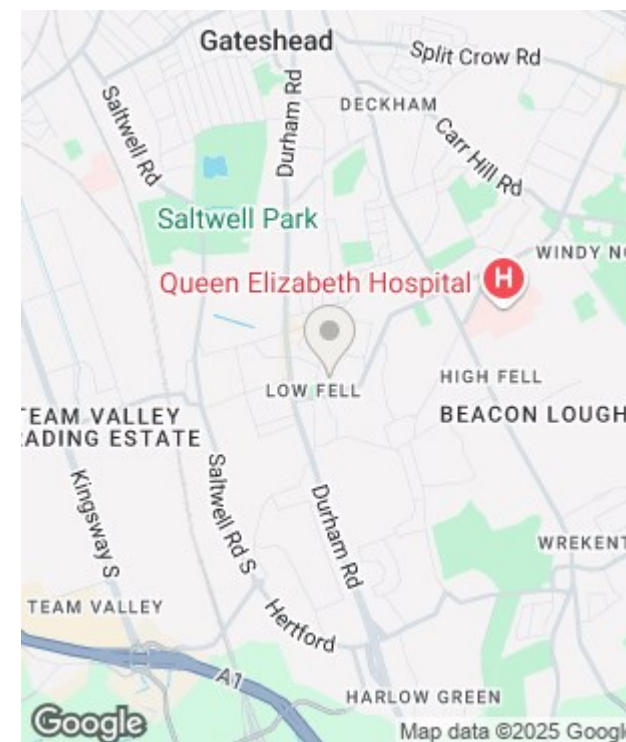 Gateshead
Split Crow Rd
DECKHAM
Durham Rd
Saltwell Rd
Carr Hill Rd
Saltwell Park
WINDY NO
Queen Elizabeth Hospital
H
LOW FELL
HIGH FELL
TEAM VALLEY
RADING ESTATE
BEACON LOUGH
Saltwell Rd S
Kingsway S
Durham Rd
WREKENT
TEAM VALLEY
Hertford
A1
HARLOW GREEN
Google
Map data ©2025 Google